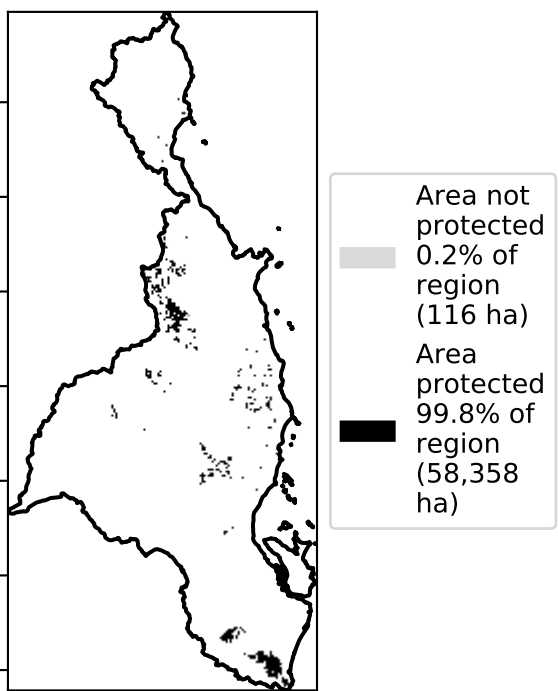 Area not
protected
0.2% of
region
(116 ha)
Area
protected
99.8% of
region
(58,358
ha)